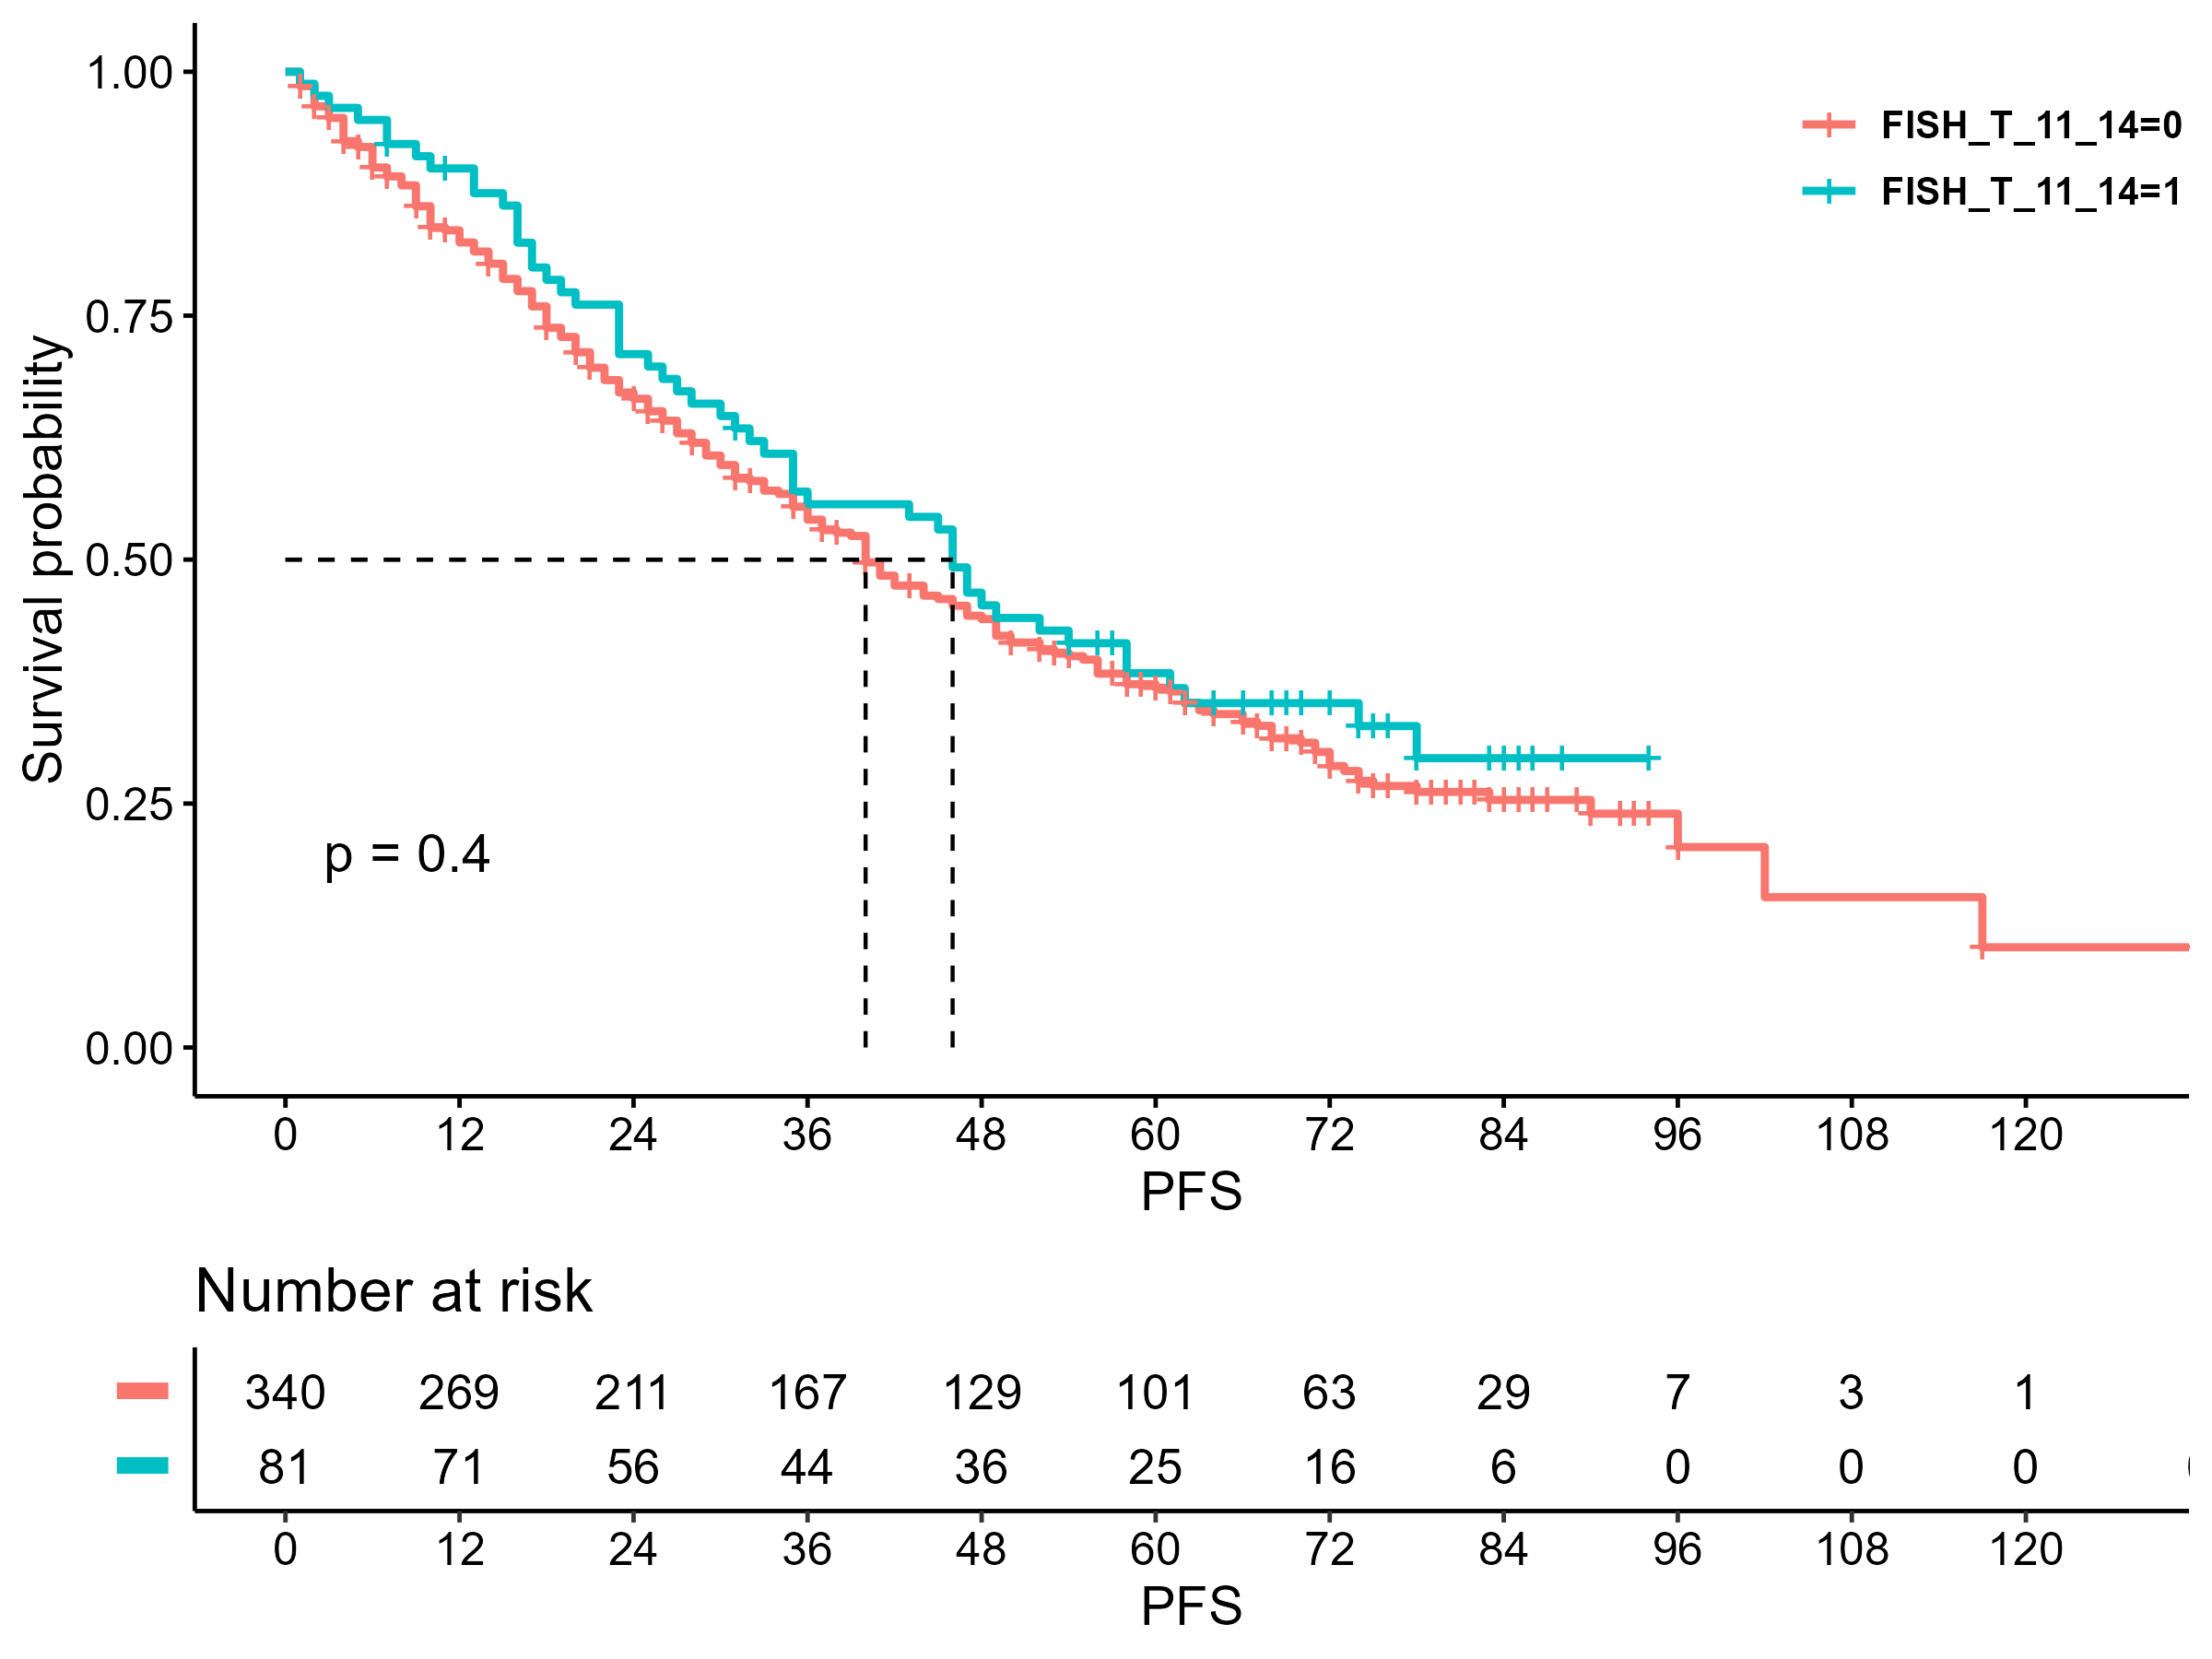 1.00
0.75
0.50
0.25
0.00
Survival probability
FISH_T_11_14=0
FISH_T_11_14=1
p = 0.4
0 12 24 36 48 60 72 84 96 108 120
PFS
Number at risk
340 269 211 167 129 101 63 29 7 3 1
81 71 56 44 36 25 16 6 0 0 0
0 12 24 36 48 60 72 84 96 108 120
PFS